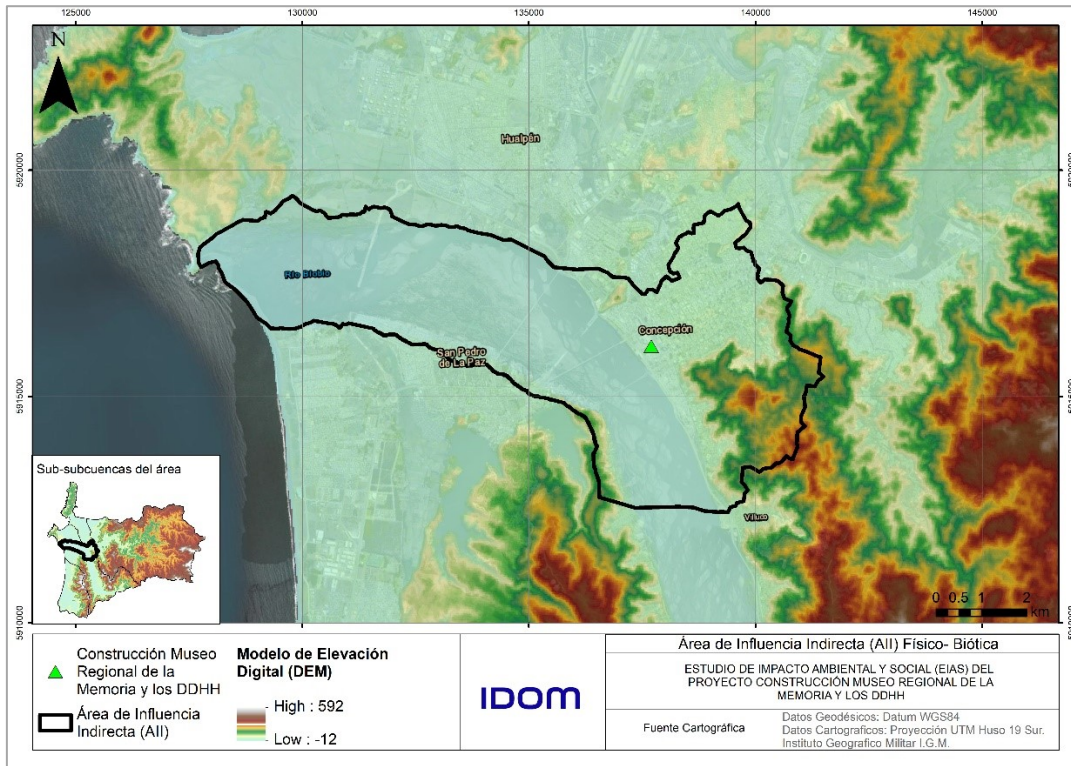 125000
130000
135000
140000
145000
N
Hualpén
5920000
5920000
Río Biobío
Concepción
San Pedro
de La Paz
5915000
5915000
Sub-subcuencas del área
Viluco
0 0.5 1 2
km
5910000
5910000
Construcción Museo
Regional de la
Memoria y los DDHH
Área de Influencia
Indirecta (AII)
Modelo de Elevación
Digital (DEM)
High : 592
Low : -12
IDOM
Área de Influencia Indirecta (AII) Físico- Biótica
ESTUDIO DE IMPACTO AMBIENTAL Y SOCIAL (EIAS) DEL
PROYECTO CONSTRUCCIÓN MUSEO REGIONAL DE LA
MEMORIA Y LOS DDHH
Fuente Cartográfica
Datos Geodésicos: Datum WGS84
Datos Cartograficos: Proyección UTM Huso 19 Sur.
Instituto Geografico Militar I.G.M.